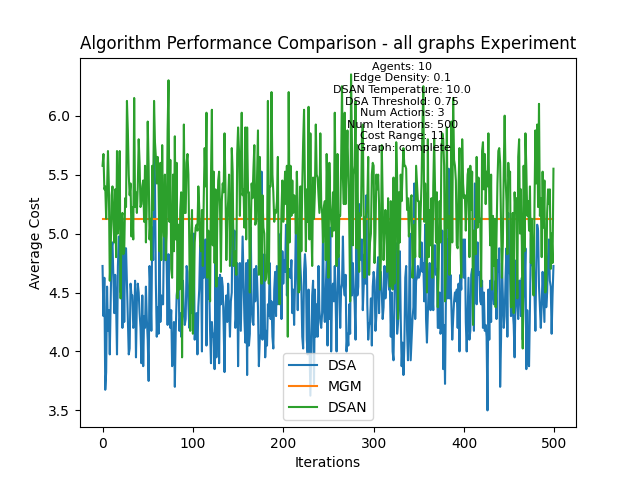 Algorithm Performance Comparison - all graphs Experiment
Agents: 10
Edge Density: 0.1
DSAN Temperature: 10.0
DSA Threshold: 0.75
Num Actions: 3
Num Iterations: 500
Cost Range: 11
Graph: complete
Average Cost
6.0
5.5
5.0
4.5
4.0
3.5
DSA
MGM
DSAN
0
100
200
300
400
500
Iterations